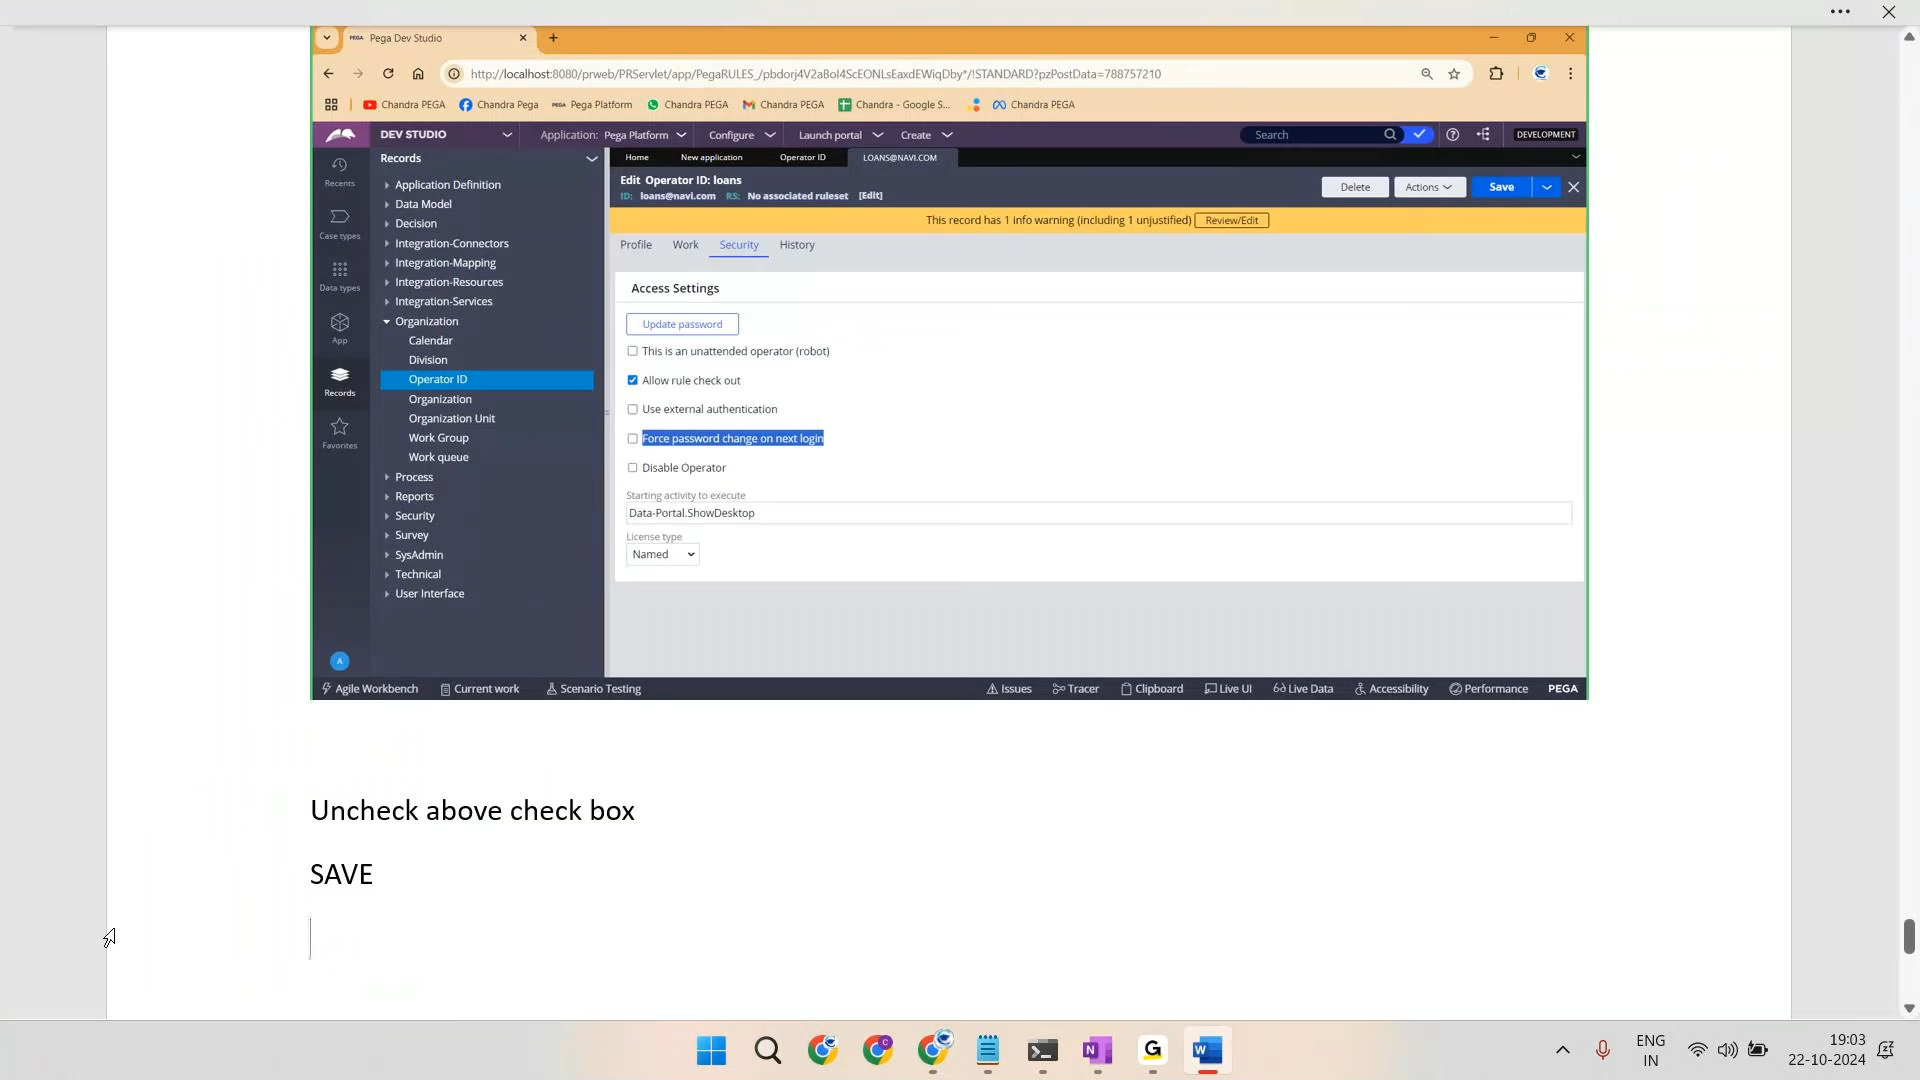 Pega Dev Studio
http://localhost:8080/prweb/PRServlet/app/PegaRULES_/pbdorj4V2aBol4ScEONLsEaxdEWiqDby*/!STANDARD?pzPostData=788757210
Chandra PEGA
Chandra Pega
PEGA Pega Platform
Chandra PEGA
Chandra PEGA
Chandra - Google S...
Chandra PEGA
DEV STUDIO
Application: Pega Platform
Configure
Launch portal
Create
Search
DEVELOPMENT
Recents
Case types
Data types
App
Records
Favorites
A
Records
Application Definition
Data Model
Decision
Integration-Connectors
Integration-Mapping
Integration-Resources
Integration-Services
Organization
Calendar
Division
Operator ID
Organization
Organization Unit
Work Group
Work queue
Process
Reports
Security
Survey
SysAdmin
Technical
User Interface
Home
New application
Operator ID
LOANS@NAVI.COM
Edit Operator ID: loans
ID: loans@navi.com RS: No associated ruleset [Edit]
Delete
Actions
Save
This record has 1 info warning (including 1 unjustified) Review/Edit
Profile
Work
Security
History
Access Settings
Update password
This is an unattended operator (robot)
Allow rule check out
Use external authentication
Force password change on next login
Disable Operator
Starting activity to execute
Data-Portal.ShowDesktop
License type
Named
Agile Workbench
Current work
Scenario Testing
Issues
Tracer
Clipboard
Live UI
Live Data
Accessibility
Performance
PEGA
Uncheck above check box
SAVE
ENG
IN
19:03
22-10-2024